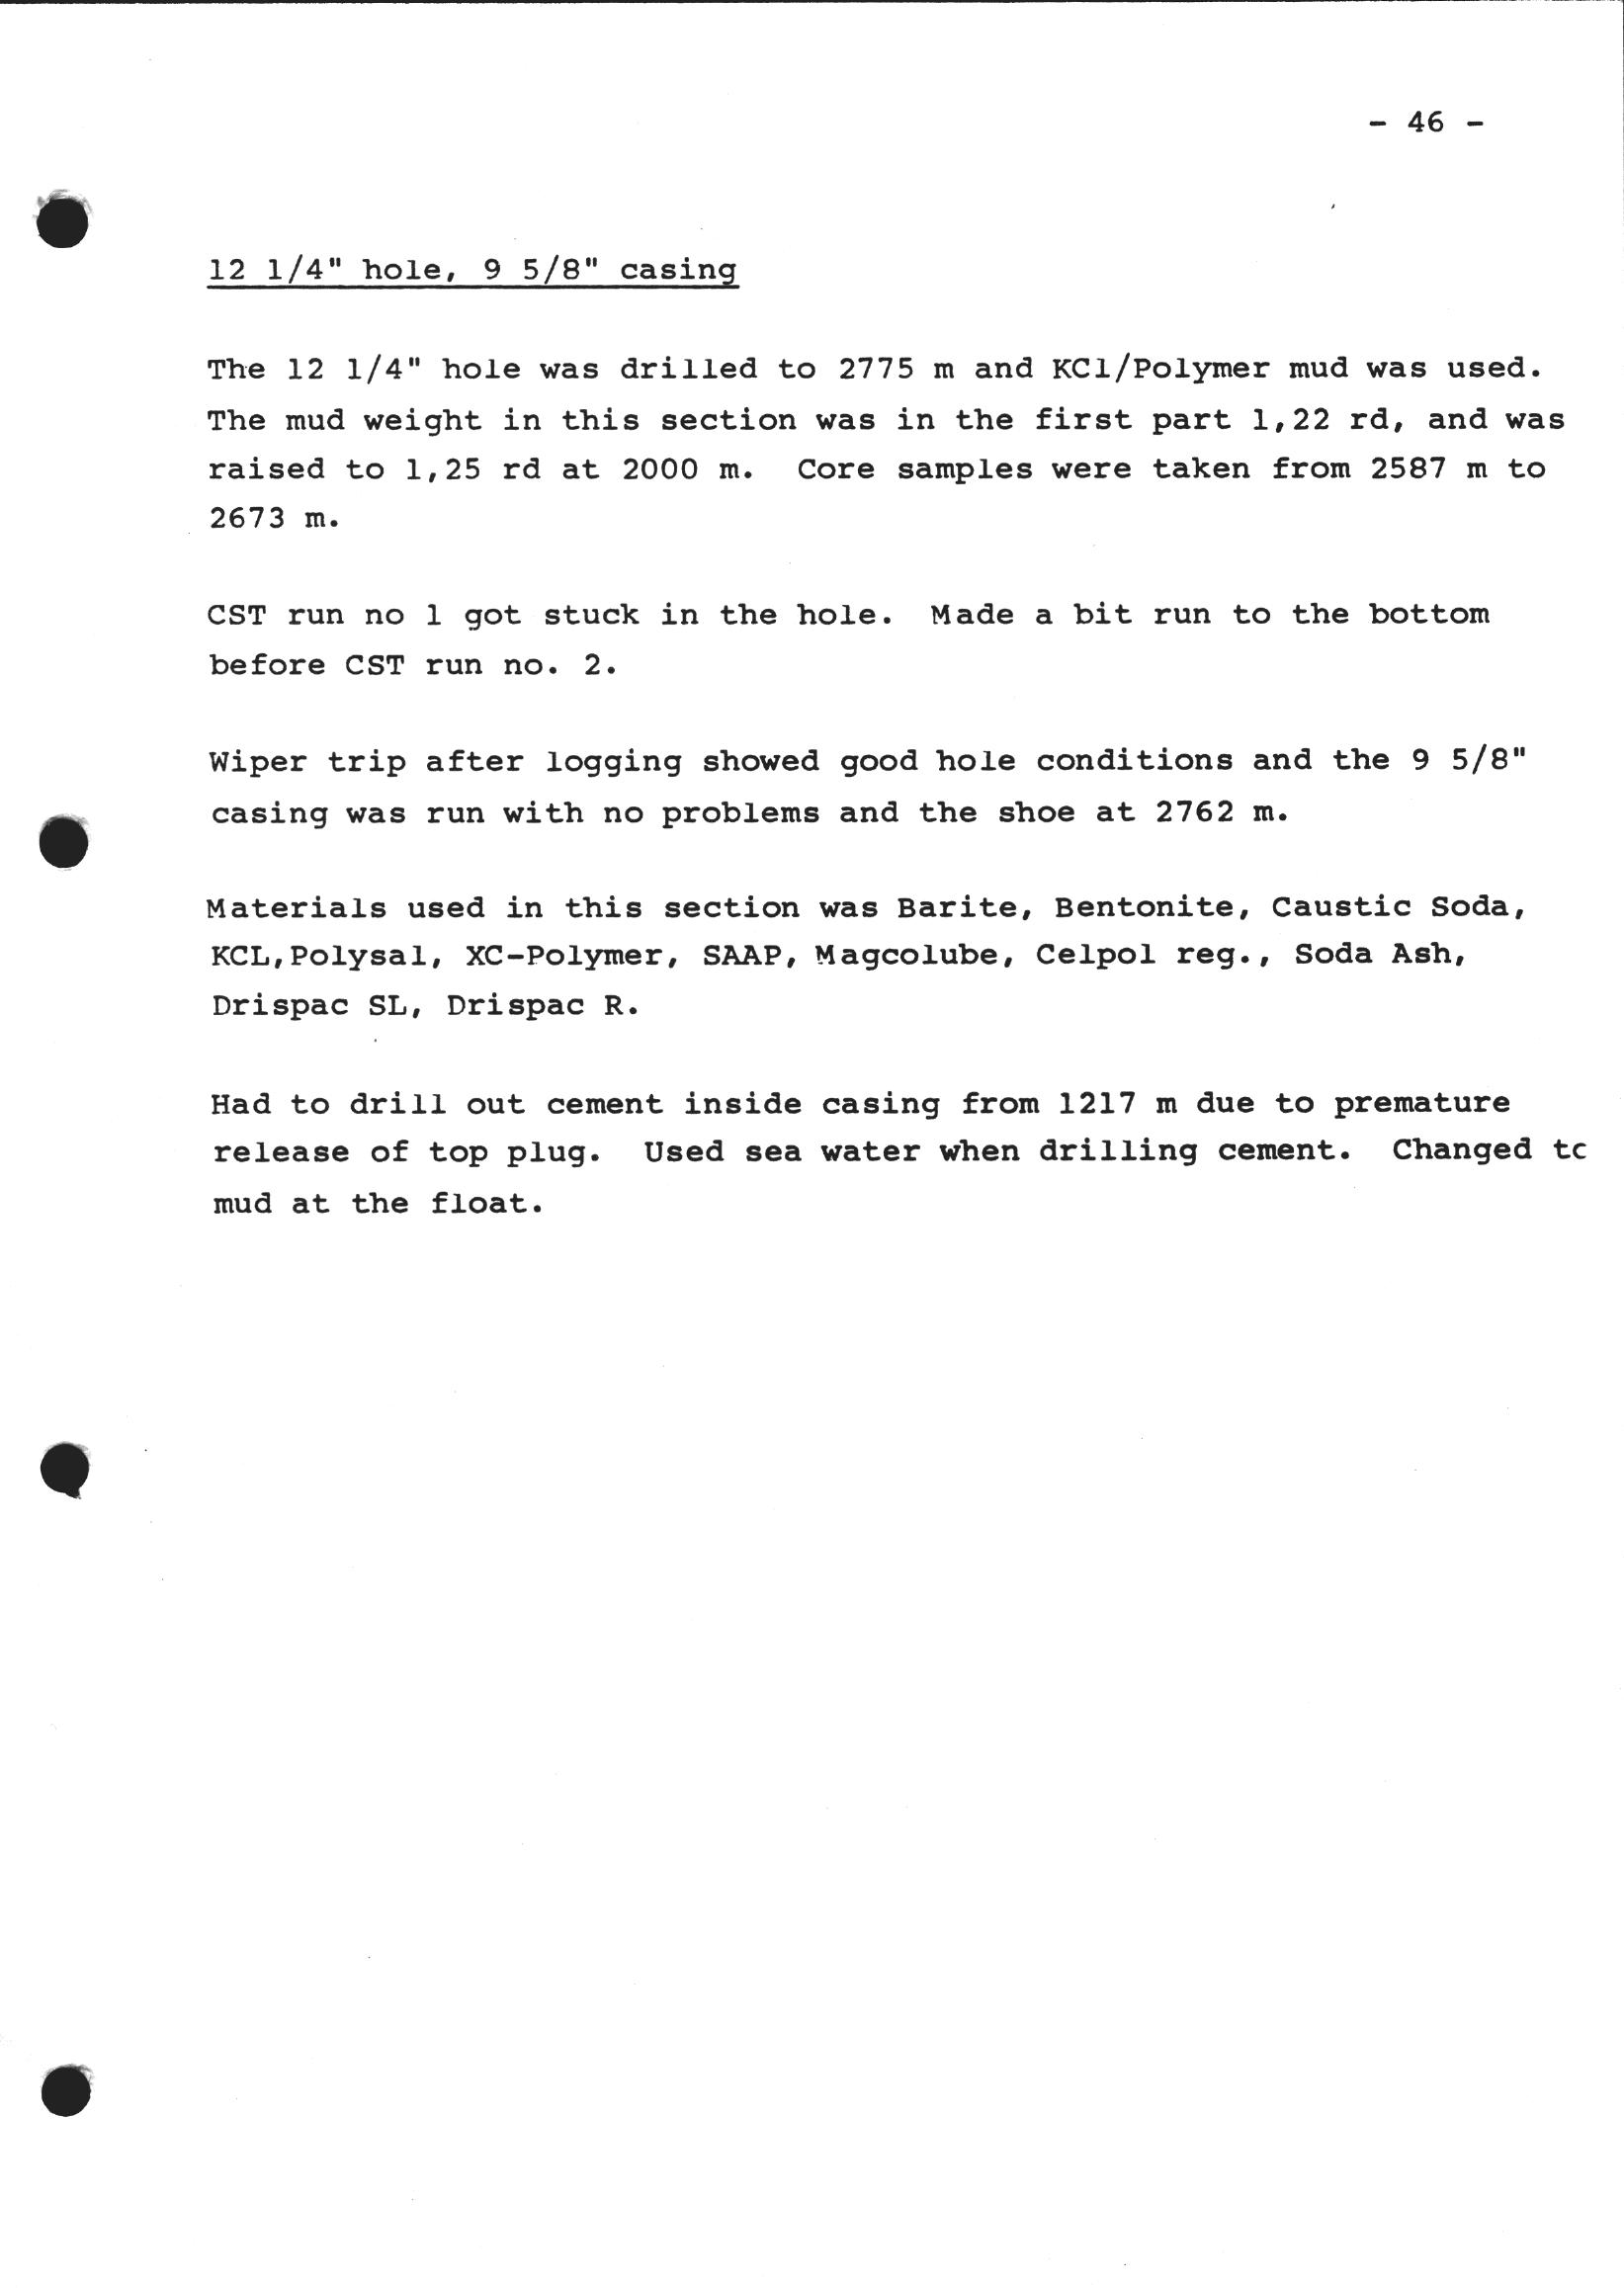 - 46 -
12 1/4" hole, 9 5/8" casing
The 12 1/4" hole was drilled to 2775 m and KCl/Polymer mud was used.
The mud weight in this section was in the first part 1,22 rd, and was
raised to 1,25 rd at 2000 m. Core samples were taken from 2587 m to
2673 m.
CST run no 1 got stuck in the hole. Made a bit run to the bottom
before CST run no. 2.
Wiper trip after logging showed good hole conditions and the 9 5/8"
casing was run with no problems and the shoe at 2762 m.
Materials used in this section was Barite, Bentonite, Caustic Soda,
KCL,Polysal, XC-Polymer, SAAP, Magcolube, Celpol reg., Soda Ash,
Drispac SL, Drispac R.
Had to drill out cement inside casing from 1217 m due to premature
release of top plug. Used sea water when drilling cement. Changed tc
mud at the float.